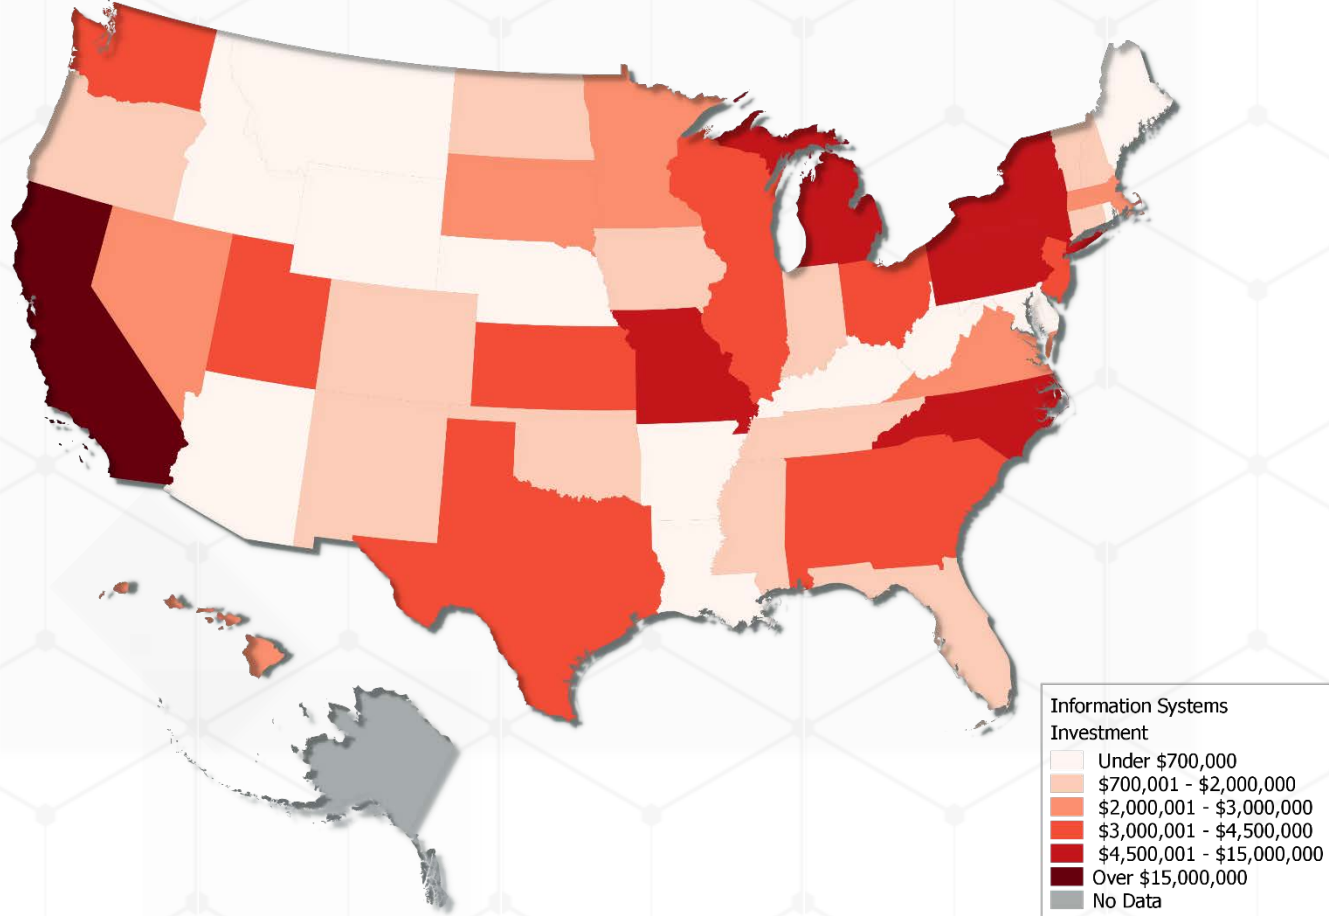 Information Systems
Investment
Under $700,000
$700,001 - $2,000,000
$2,000,001 - $3,000,000
$3,000,001 - $4,500,000
$4,500,001 - $15,000,000
Over $15,000,000
No Data